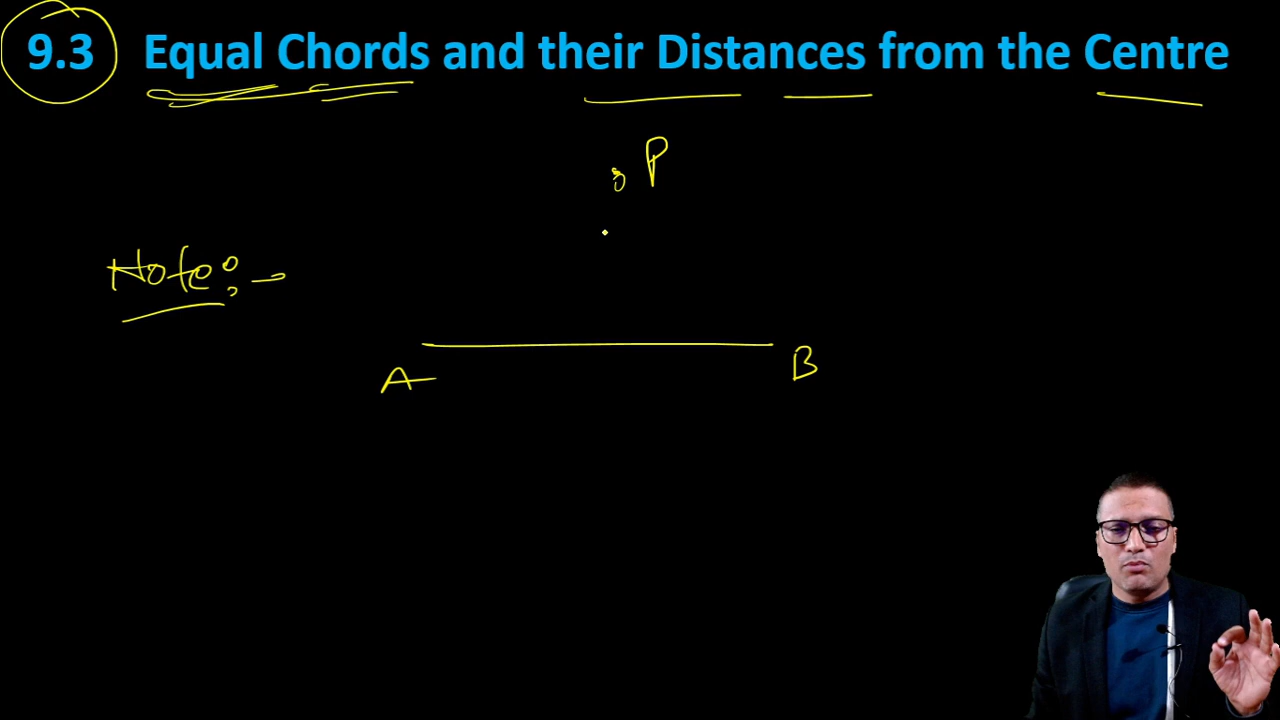 9.3 Equal Chords and their Distances from the Centre
P
Note:-
A B